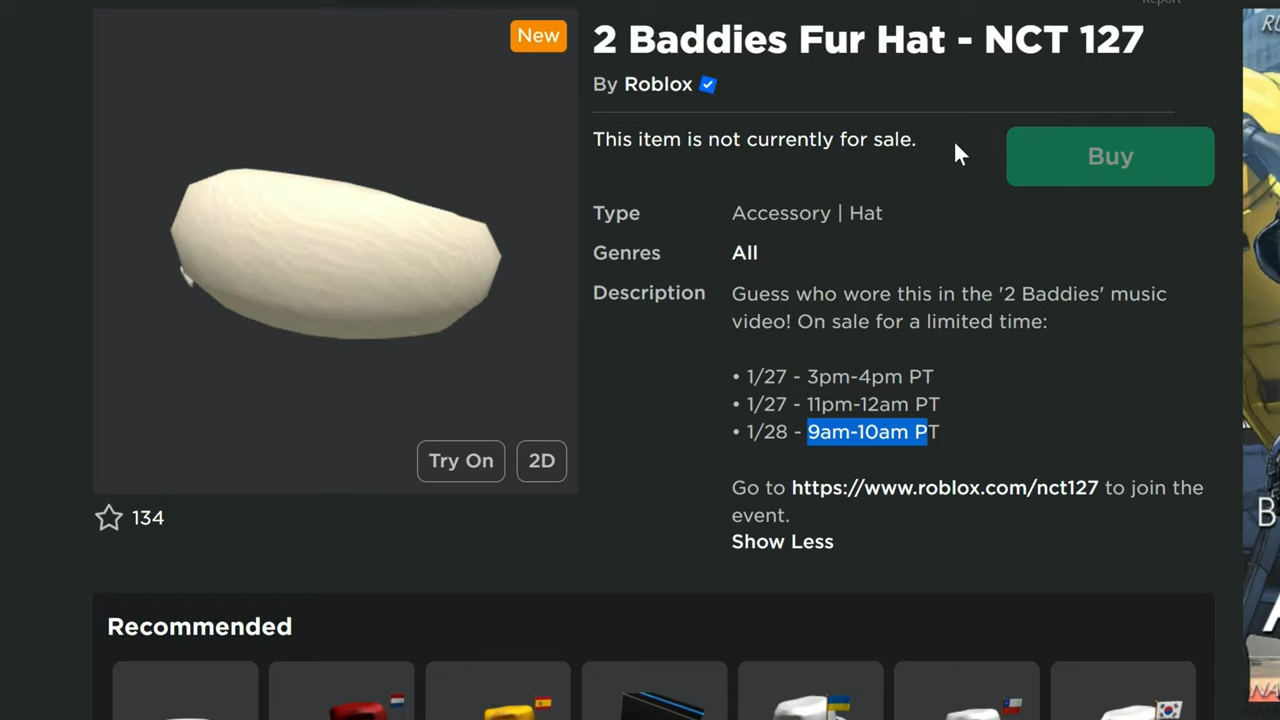 Report
New
2 Baddies Fur Hat - NCT 127
By Roblox
This item is not currently for sale.
Buy
Type Accessory | Hat
Genres All
Description Guess who wore this in the '2 Baddies' music
video! On sale for a limited time:
• 1/27 - 3pm-4pm PT
• 1/27 - 11pm-12am PT
• 1/28 - 9am-10am PT
Go to https://www.roblox.com/nct127 to join the
event.
Show Less
Try On 2D
134
Recommended